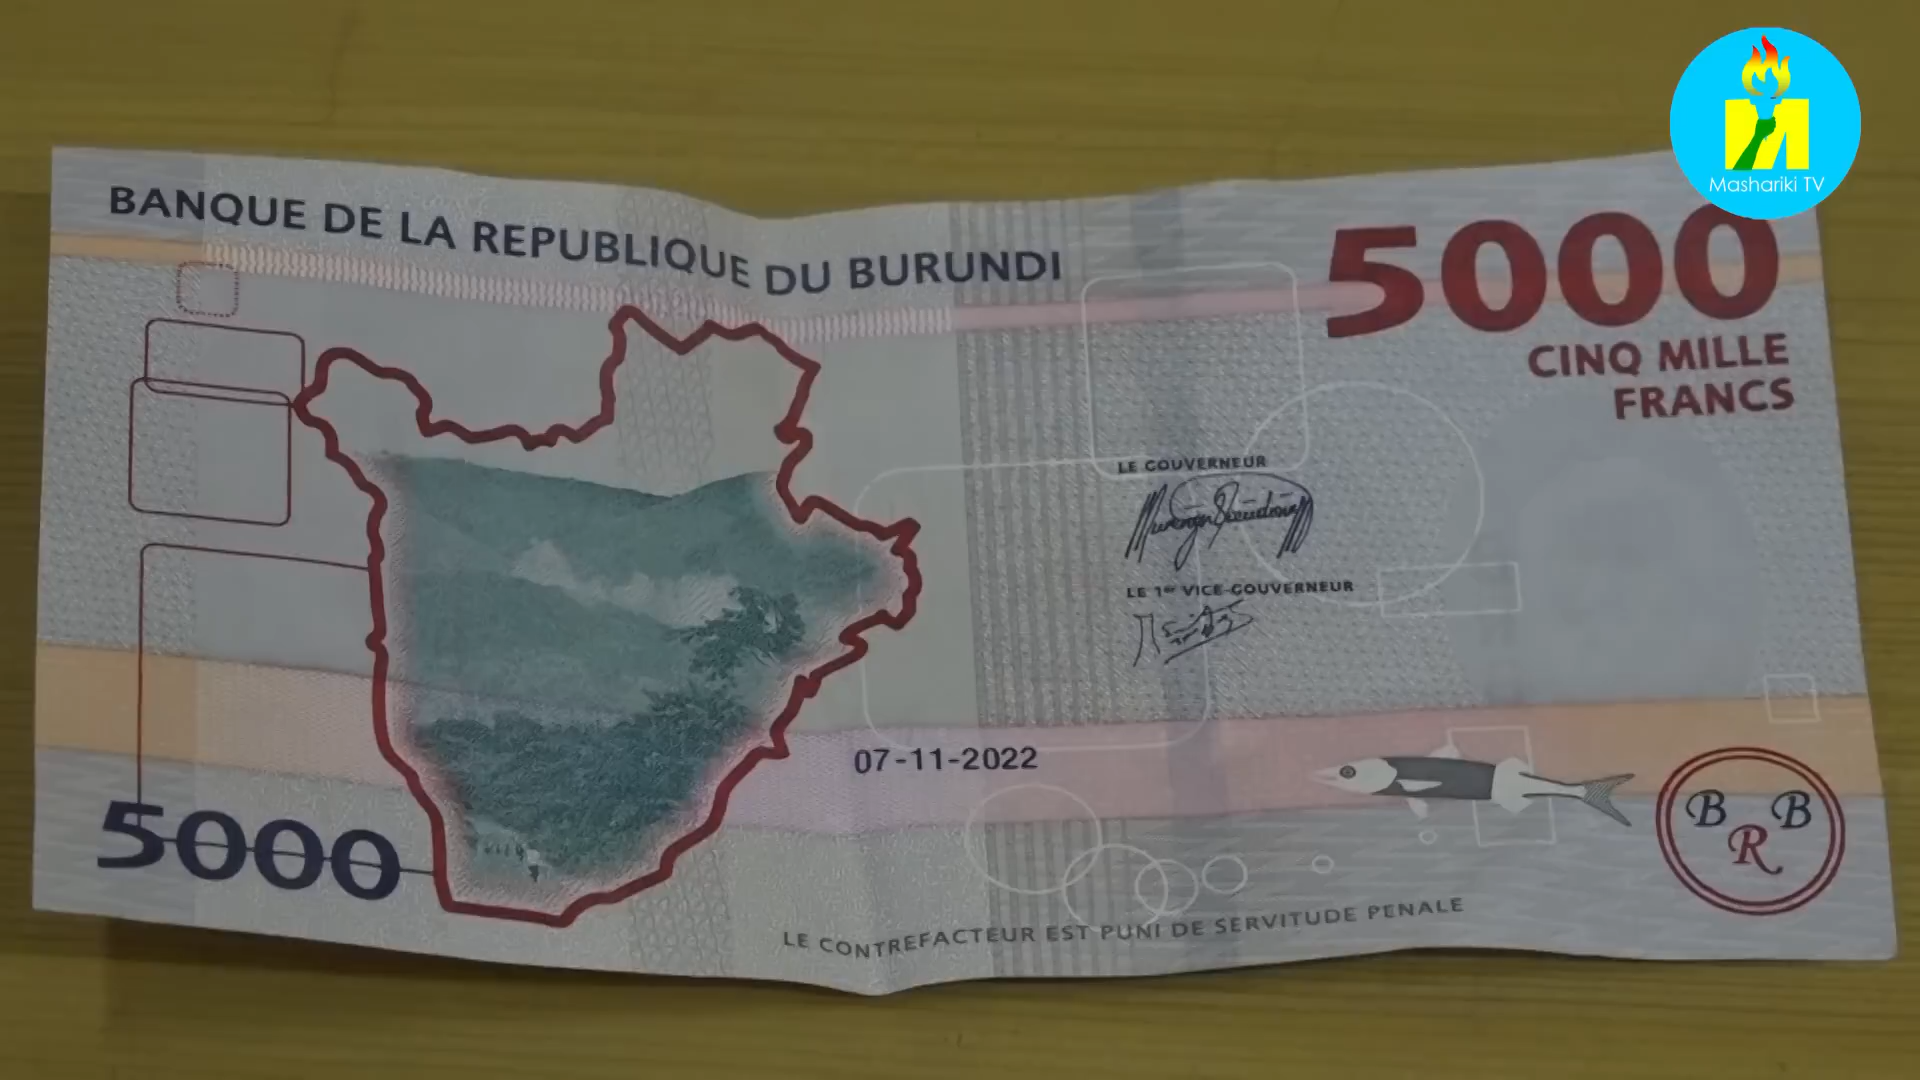 Mashariki TV
BANQUE DE LA REPUBLIQUE DU BURUNDI
5000
CINQ MILLE
FRANCS
LE GOUVERNEUR
LE 1er VICE-GOUVERNEUR
07-11-2022
5000
B R B
LE CONTREFACTEUR EST PUNI DE SERVITUDE PENALE